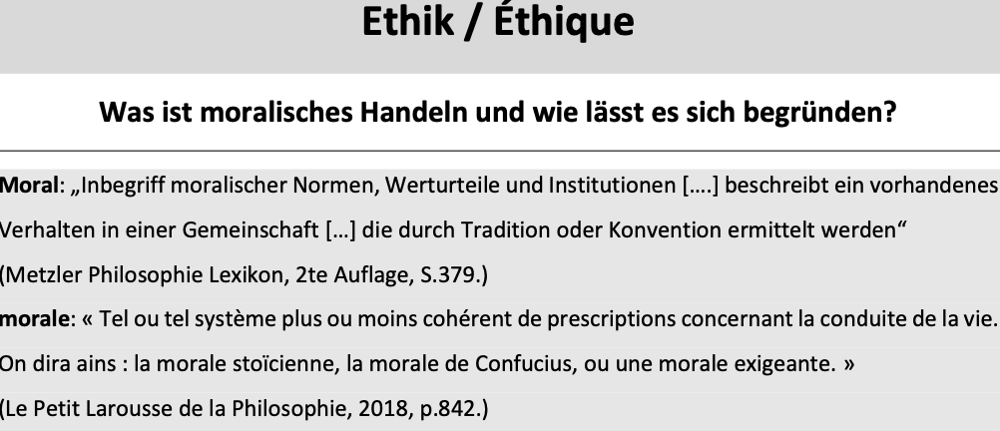 Ethik / Éthique
Was ist moralisches Handeln und wie lässt es sich begründen?
Moral: „Inbegriff moralischer Normen, Werturteile und Institutionen [….] beschreibt ein vorhandenes
Verhalten in einer Gemeinschaft […] die durch Tradition oder Konvention ermittelt werden“
(Metzler Philosophie Lexikon, 2te Auflage, S.379.)
morale: « Tel ou tel système plus ou moins cohérent de prescriptions concernant la conduite de la vie.
On dira ains : la morale stoïcienne, la morale de Confucius, ou une morale exigeante. »
(Le Petit Larousse de la Philosophie, 2018, p.842.)